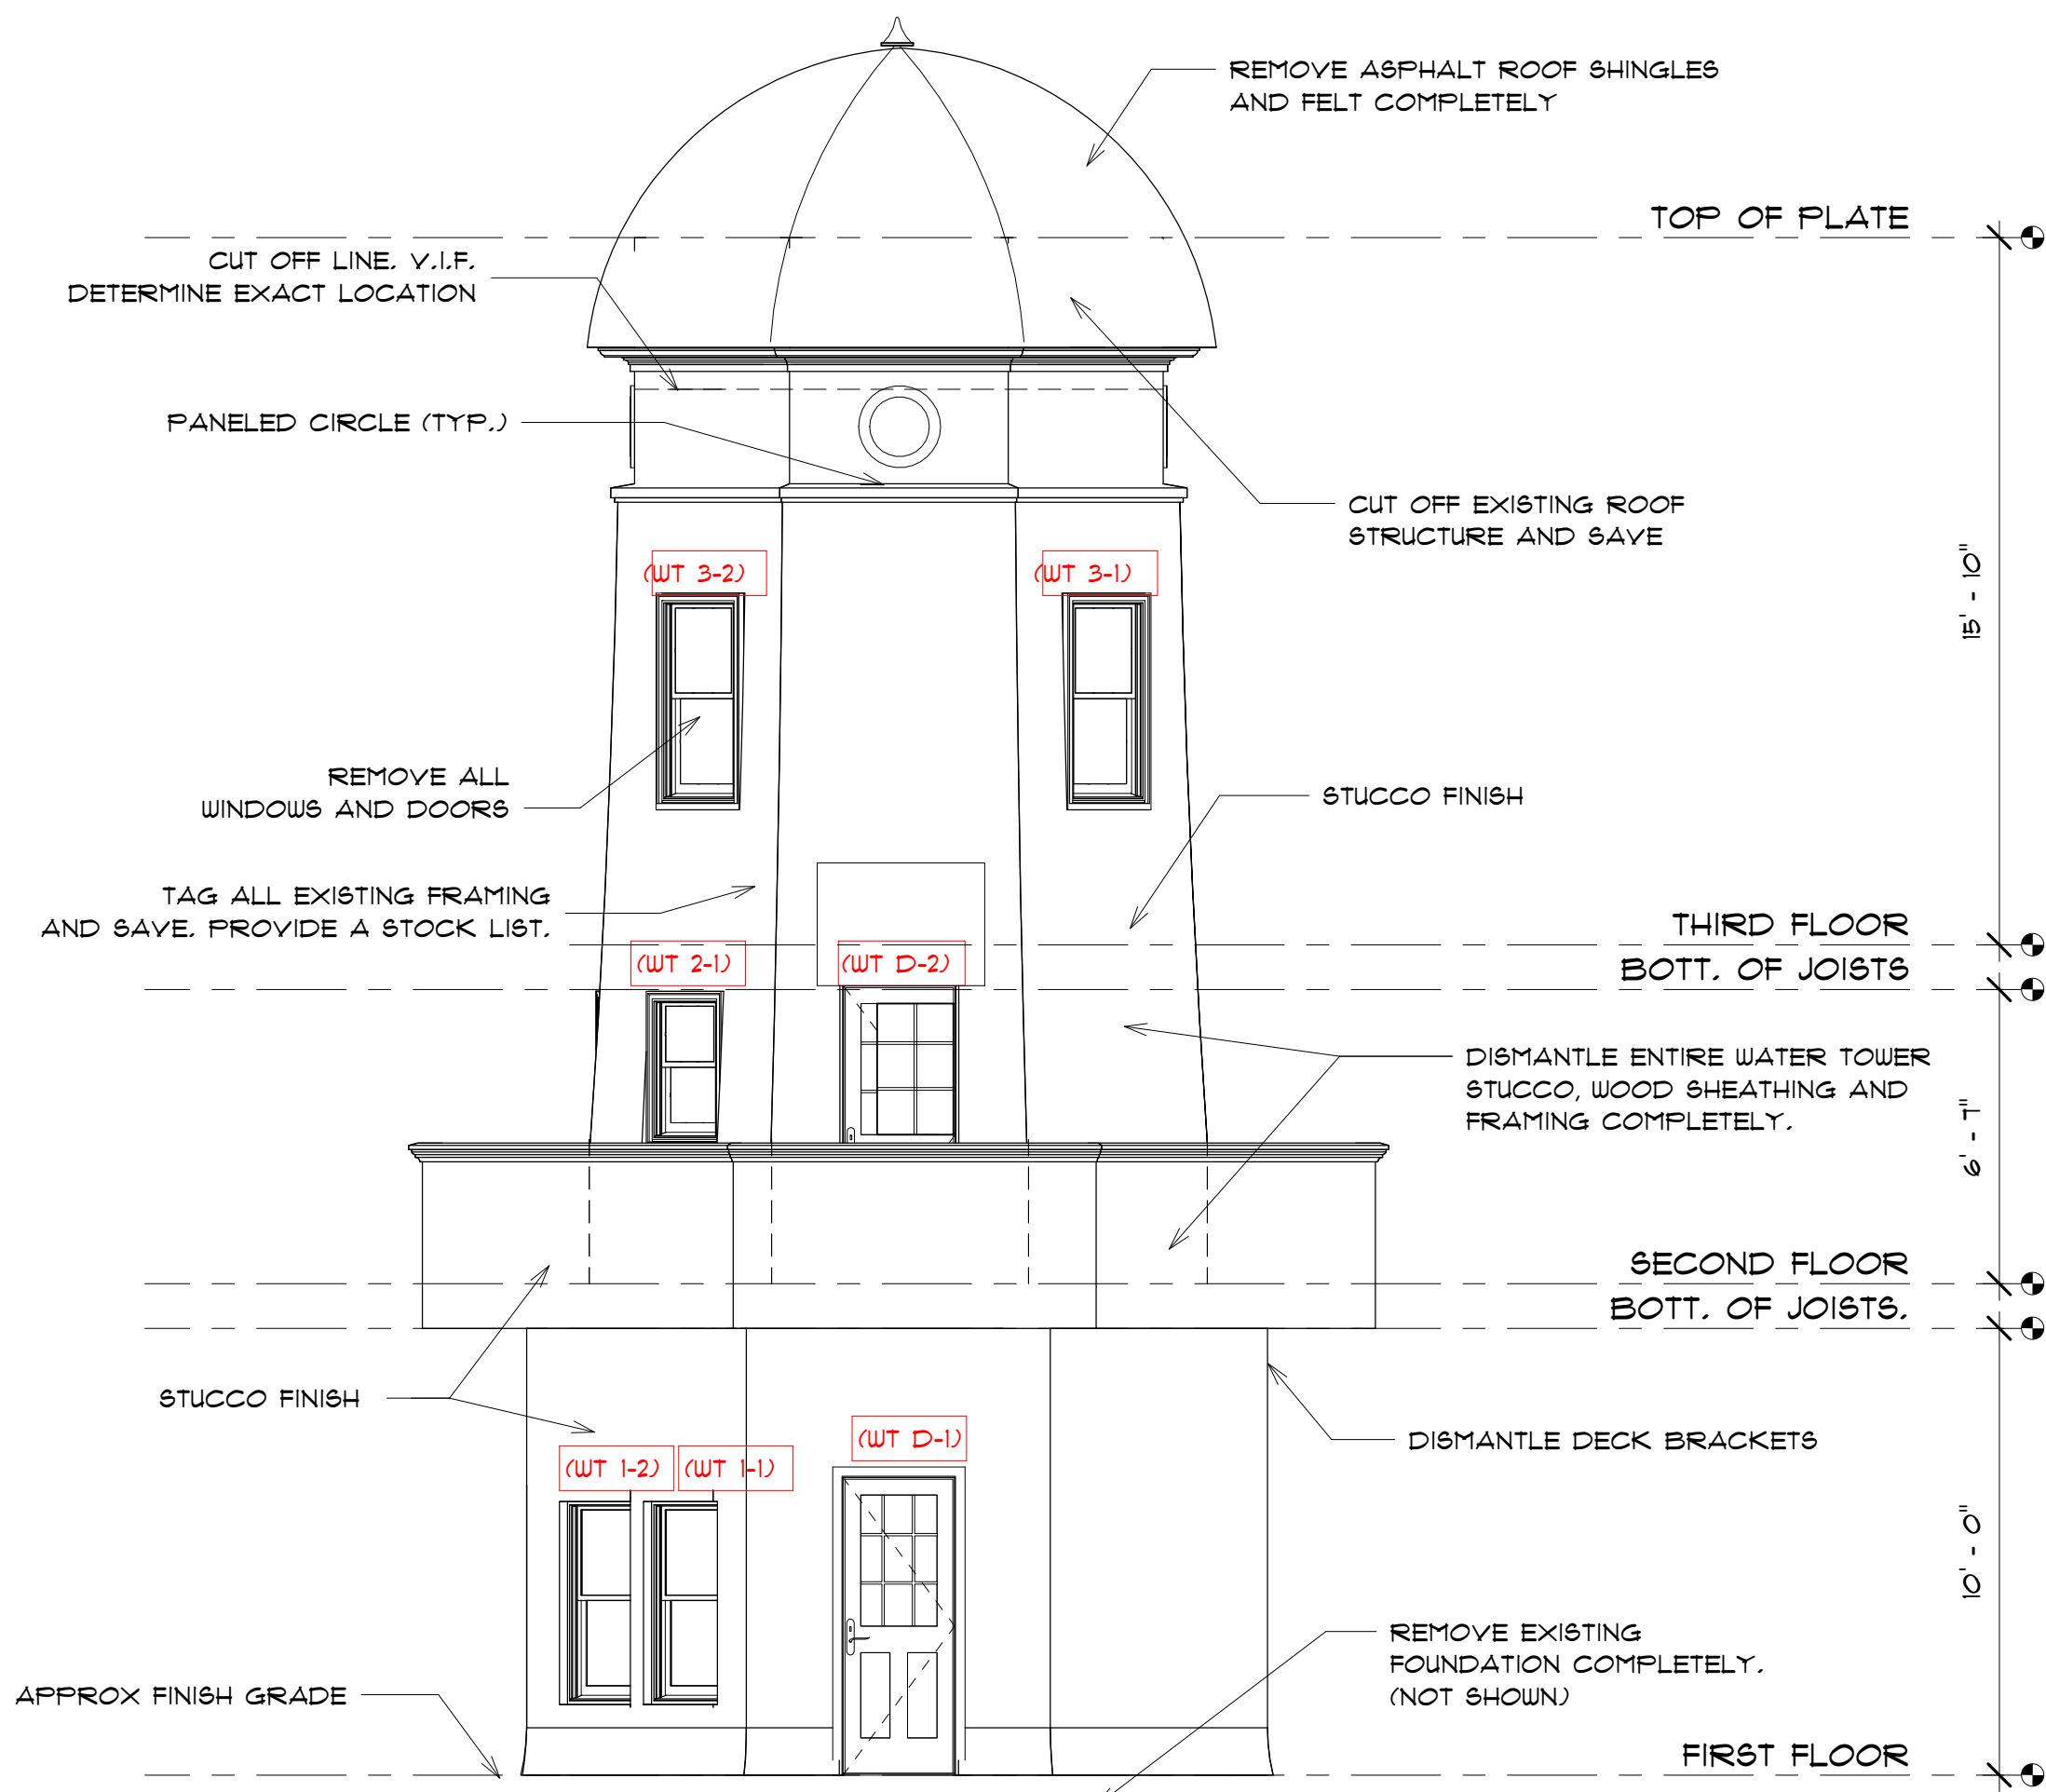 REMOVE ASPHALT ROOF SHINGLES
AND FELT COMPLETELY
TOP OF PLATE
CUT OFF LINE. V.I.F.
DETERMINE EXACT LOCATION
PANELED CIRCLE (TYP.)
CUT OFF EXISTING ROOF
STRUCTURE AND SAVE
15' - 10"
(WT 3-2)
(WT 3-1)
REMOVE ALL
WINDOWS AND DOORS
STUCCO FINISH
TAG ALL EXISTING FRAMING
AND SAVE. PROVIDE A STOCK LIST.
THIRD FLOOR
BOTT. OF JOISTS
(WT 2-1)
(WT D-2)
DISMANTLE ENTIRE WATER TOWER
STUCCO, WOOD SHEATHING AND
FRAMING COMPLETELY.
6' - 7"
SECOND FLOOR
BOTT. OF JOISTS.
STUCCO FINISH
DISMANTLE DECK BRACKETS
(WT 1-2)
(WT 1-1)
(WT D-1)
10' - 0"
REMOVE EXISTING
FOUNDATION COMPLETELY.
(NOT SHOWN)
APPROX FINISH GRADE
FIRST FLOOR